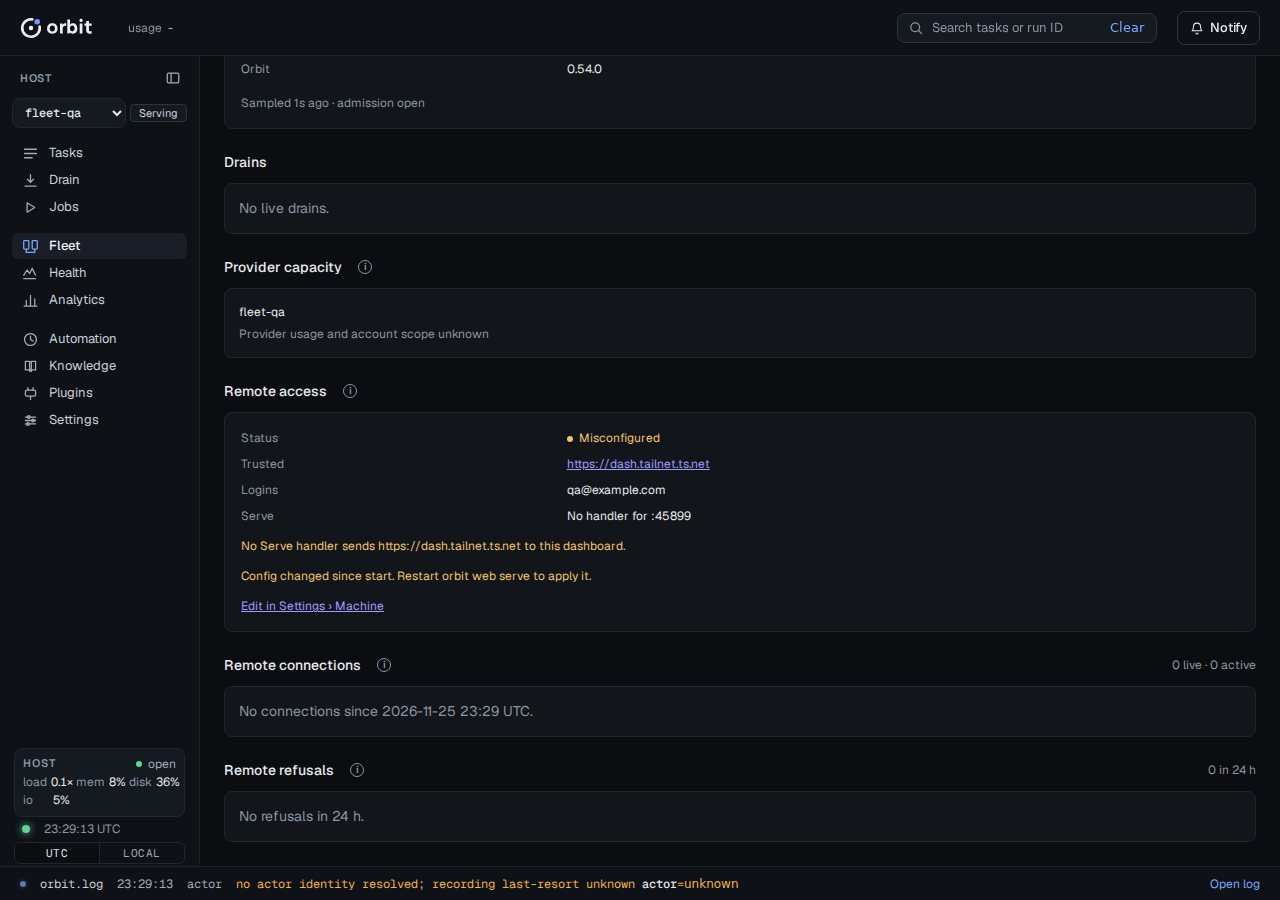 orbit
usage -
Search tasks or run ID
Clear
Notify
HOST
fleet-qa
Serving
Tasks
Drain
Jobs
Fleet
Health
Analytics
Automation
Knowledge
Plugins
Settings
HOST open
load 0.1× mem 8% disk 36%
io 5%
23:29:13 UTC
UTC LOCAL
Orbit 0.54.0
Sampled 1s ago · admission open
Drains
No live drains.
Provider capacity
fleet-qa
Provider usage and account scope unknown
Remote access
Status Misconfigured
Trusted https://dash.tailnet.ts.net
Logins qa@example.com
Serve No handler for :45899
No Serve handler sends https://dash.tailnet.ts.net to this dashboard.
Config changed since start. Restart orbit web serve to apply it.
Edit in Settings › Machine
Remote connections 0 live · 0 active
No connections since 2026-11-25 23:29 UTC.
Remote refusals 0 in 24 h
No refusals in 24 h.
orbit.log 23:29:13 actor no actor identity resolved; recording last-resort unknown actor=unknown
Open log